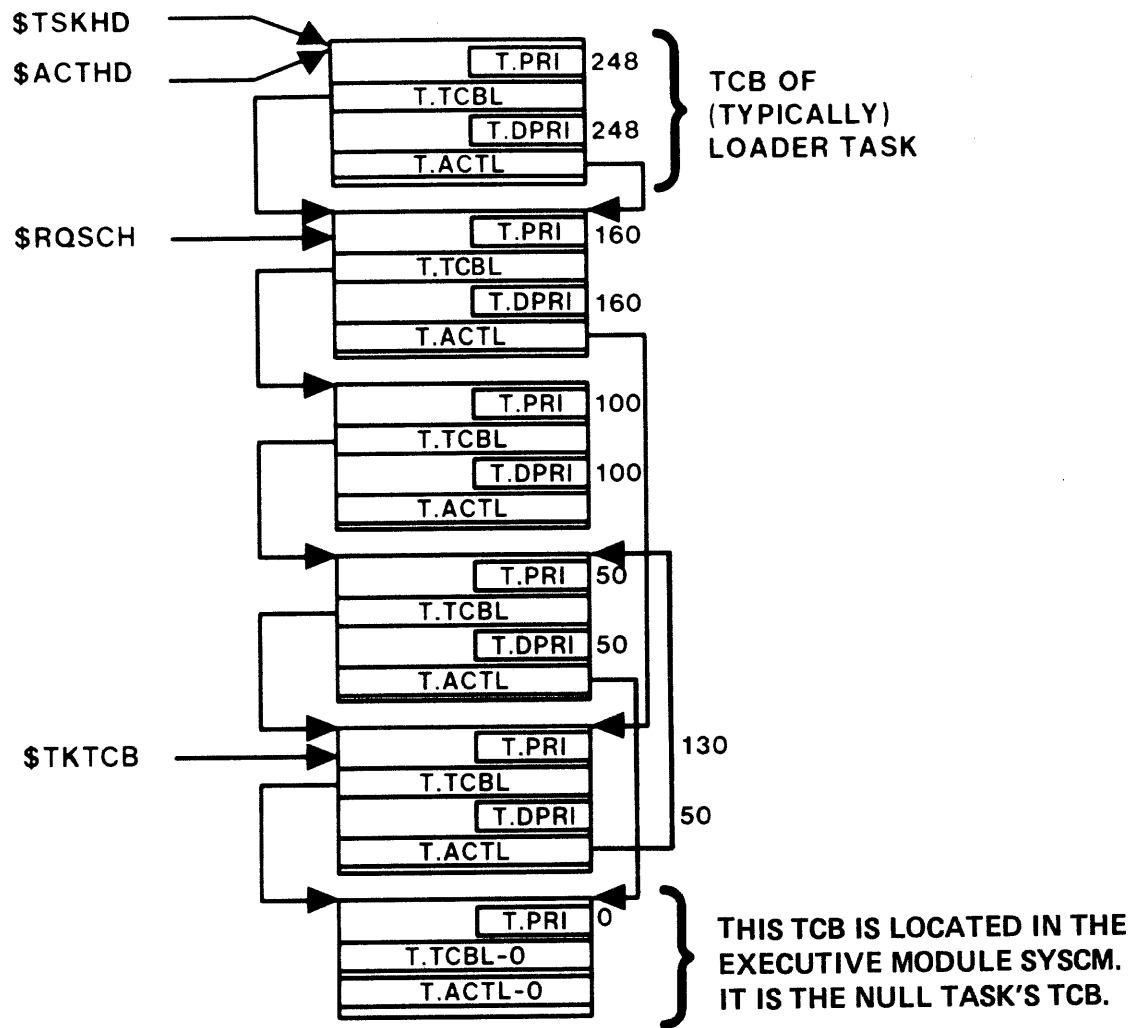 $TSKHD
$ACTHD
T.PRI 248
T.TCBL
T.DPRI 248
T.ACTL
TCB OF
(TYPICALLY)
LOADER TASK
$RQSCH
T.PRI 160
T.TCBL
T.DPRI 160
T.ACTL
T.PRI 100
T.TCBL
T.DPRI 100
T.ACTL
T.PRI 50
T.TCBL
T.DPRI 50
T.ACTL
$TKTCB
T.PRI 130
T.TCBL
T.DPRI 50
T.ACTL
T.PRI 0
T.TCBL-0
T.ACTL-0
THIS TCB IS LOCATED IN THE
EXECUTIVE MODULE SYSCM.
IT IS THE NULL TASK'S TCB.